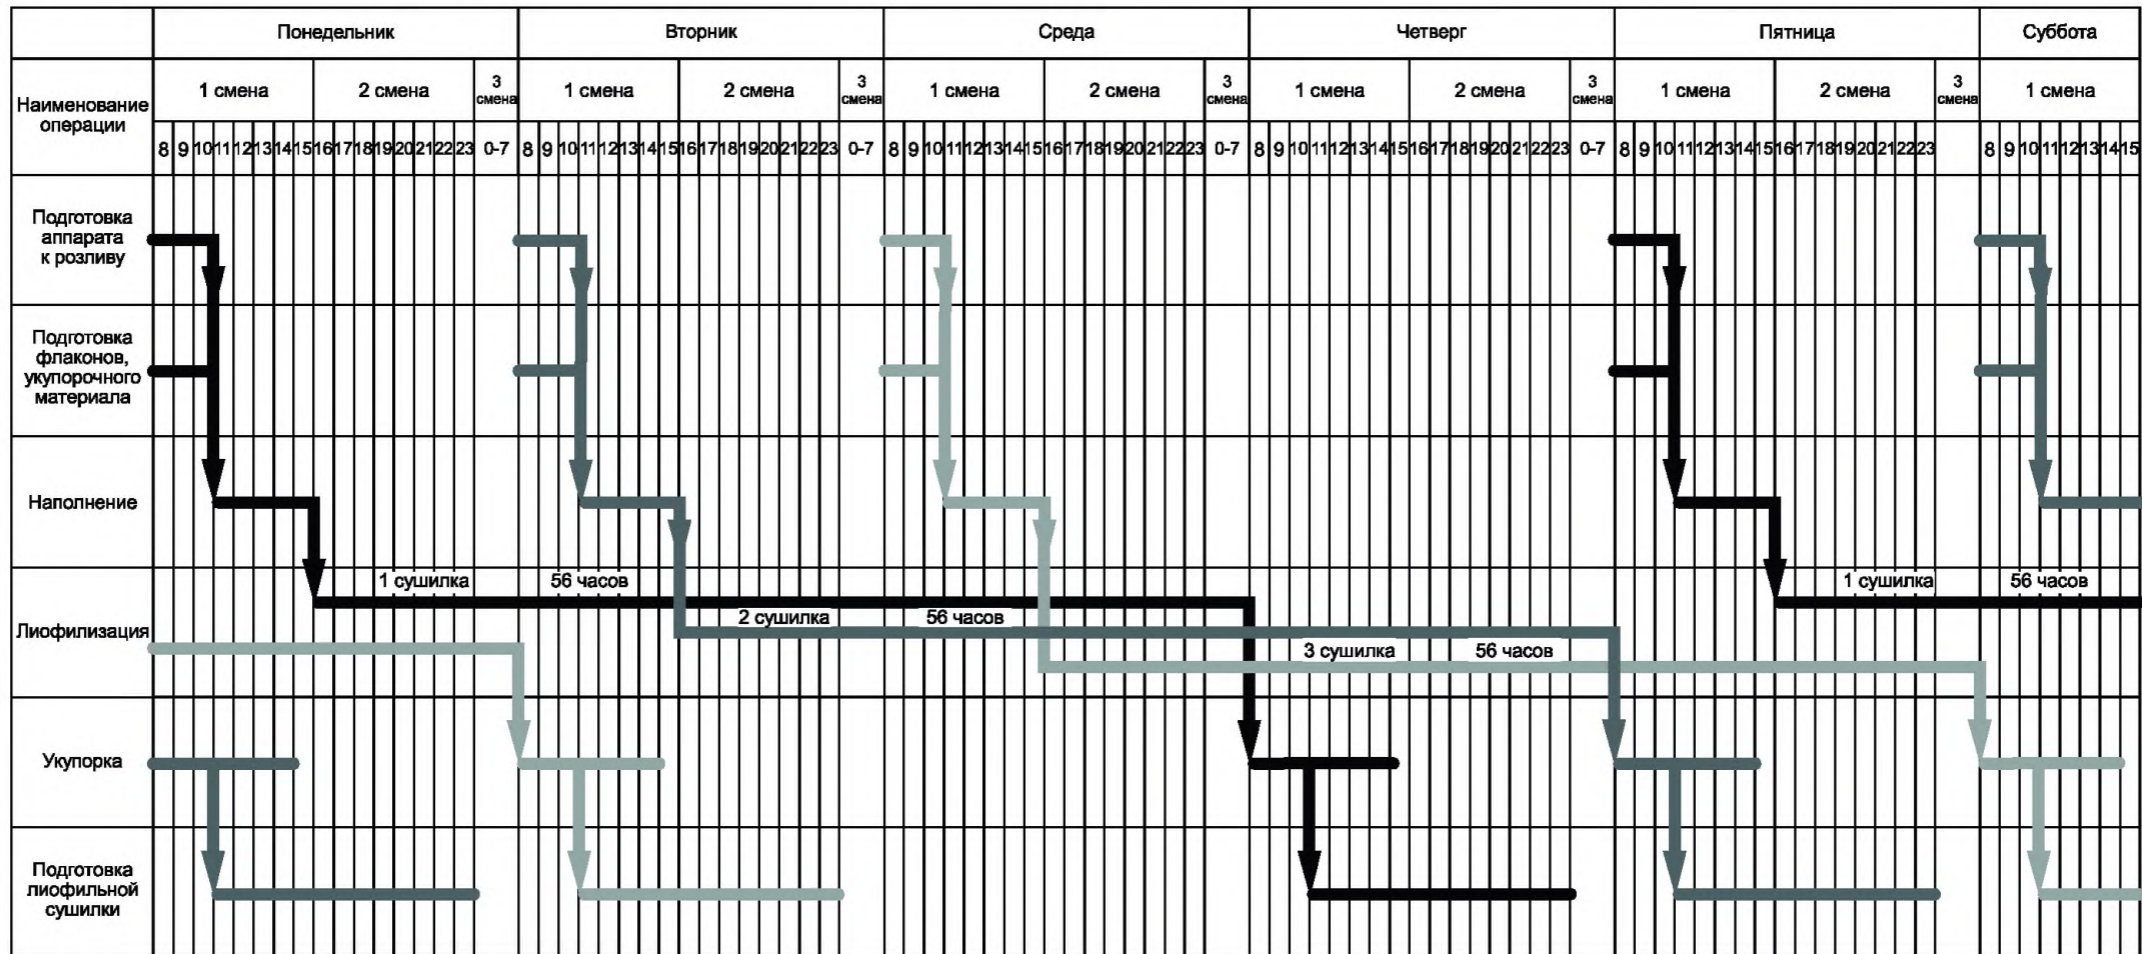 Понедельник Вторник Среда Четверг Пятница Суббота
Наименование операции
1 смена 2 смена 3 смена 1 смена 2 смена 3 смена 1 смена 2 смена 3 смена 1 смена 2 смена 3 смена 1 смена 2 смена 3 смена 1 смена
8 9 10 11 12 13 14 15 16 17 18 19 20 21 22 23 0-7 8 9 10 11 12 13 14 15 16 17 18 19 20 21 22 23 0-7 8 9 10 11 12 13 14 15 16 17 18 19 20 21 22 23 0-7 8 9 10 11 12 13 14 15 16 17 18 19 20 21 22 23 0-7 8 9 10 11 12 13 14 15 16 17 18 19 20 21 22 23 8 9 10 11 12 13 14 15
Подготовка
аппарата
к розливу
Подготовка
флаконов,
укупорочного
материала
Наполнение
Лиофилизация
1 сушилка 56 часов 1 сушилка 56 часов
2 сушилка 56 часов
3 сушилка 56 часов
Укупорка
Подготовка
лиофильной
сушилки